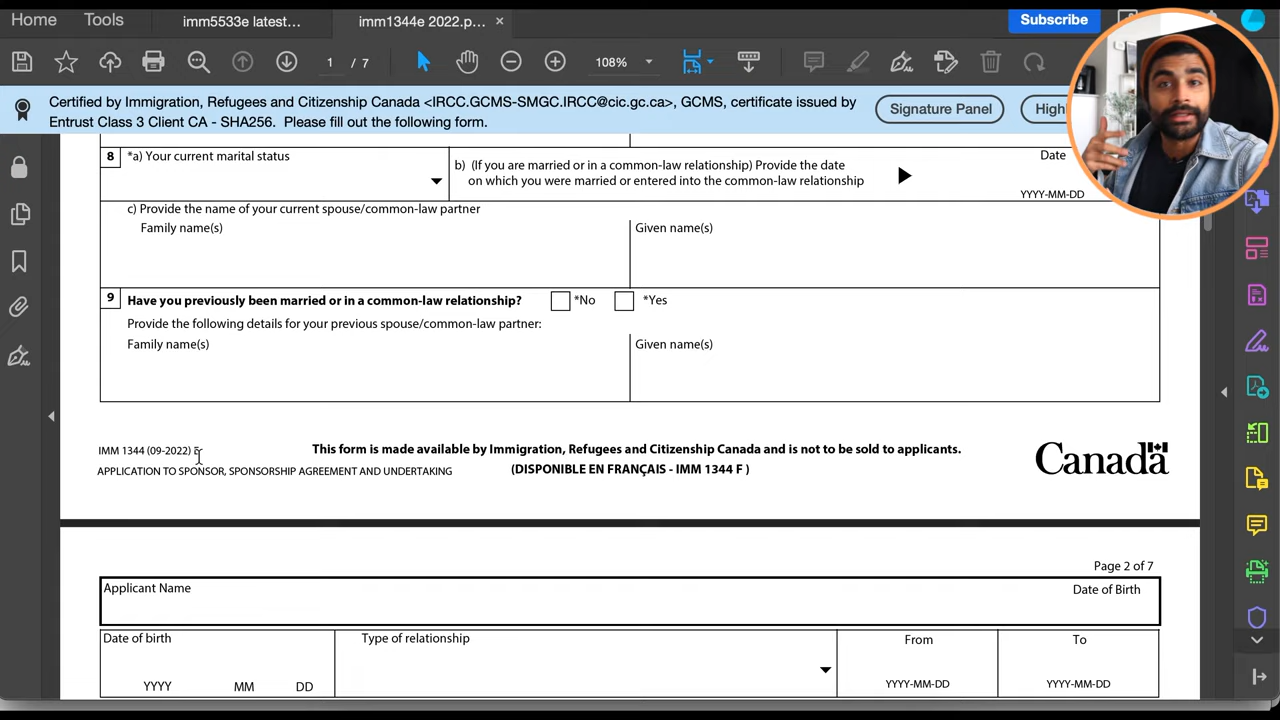 Home Tools imm5533e latest... imm1344e 2022.p... × Subscribe
1 / 7 108%
Certified by Immigration, Refugees and Citizenship Canada <IRCC.GCMS-SMGC.IRCC@cic.gc.ca>, GCMS, certificate issued by
Entrust Class 3 Client CA - SHA256. Please fill out the following form.
Signature Panel
8 *a) Your current marital status
b) (If you are married or in a common-law relationship) Provide the date
on which you were married or entered into the common-law relationship
Date
YYYY-MM-DD
c) Provide the name of your current spouse/common-law partner
Family name(s) Given name(s)
9 Have you previously been married or in a common-law relationship? *No *Yes
Provide the following details for your previous spouse/common-law partner:
Family name(s) Given name(s)
IMM 1344 (09-2022)
APPLICATION TO SPONSOR, SPONSORSHIP AGREEMENT AND UNDERTAKING
This form is made available by Immigration, Refugees and Citizenship Canada and is not to be sold to applicants.
(DISPONIBLE EN FRANÇAIS - IMM 1344 F )
Canada
Page 2 of 7
Applicant Name Date of Birth
Date of birth Type of relationship From To
YYYY MM DD YYYY-MM-DD YYYY-MM-DD